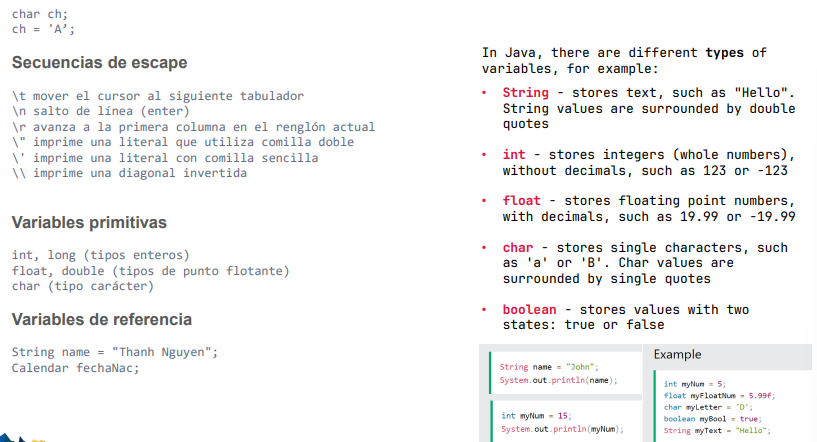 char ch;
ch = 'A’;
Secuencias de escape
\t mover el cursor al siguiente tabulador
\n salto de línea (enter)
\r avanza a la primera columna en el renglón actual
\" imprime una literal que utiliza comilla doble
\' imprime una literal con comilla sencilla
\\ imprime una diagonal invertida
Variables primitivas
int, long (tipos enteros)
float, double (tipos de punto flotante)
char (tipo carácter)
Variables de referencia
String name = "Thanh Nguyen";
Calendar fechaNac;
In Java, there are different types of
variables, for example:
• String - stores text, such as "Hello".
String values are surrounded by double
quotes
• int - stores integers (whole numbers),
without decimals, such as 123 or -123
• float - stores floating point numbers,
with decimals, such as 19.99 or -19.99
• char - stores single characters, such
as 'a' or 'B'. Char values are
surrounded by single quotes
• boolean - stores values with two
states: true or false
String name = "John";
System.out.println(name);
int myNum = 15;
System.out.println(myNum);
Example
int myNum = 5;
float myFloatNum = 5.99f;
char myLetter = 'D';
boolean myBool = true;
String myText = "Hello";